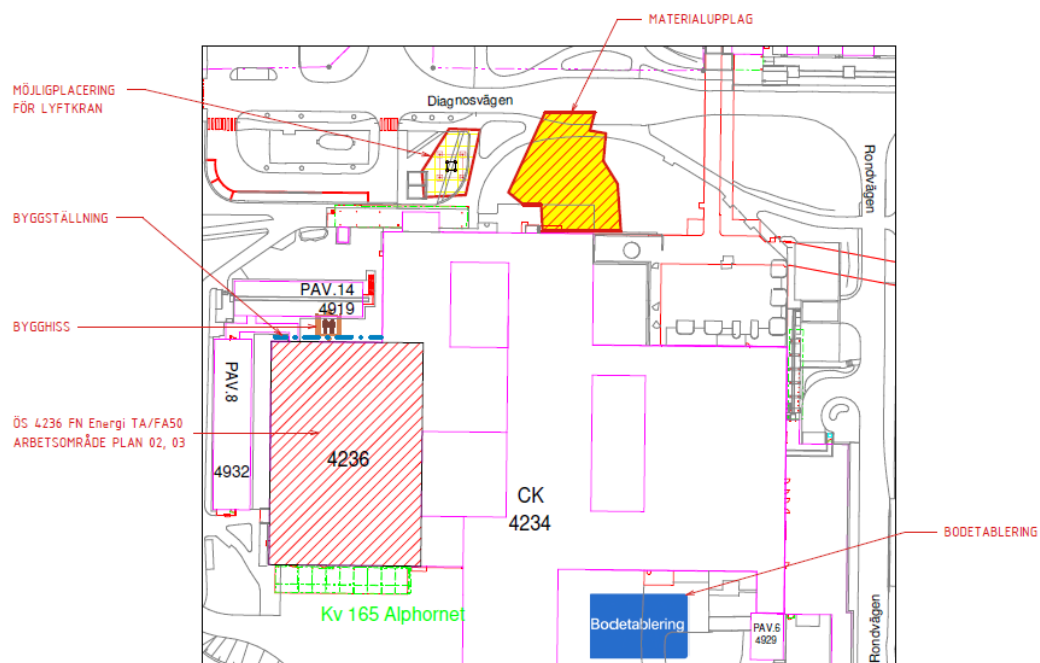 MATERIALUPPLAG
MÖJLIGPLACERING
FÖR LYFTKRAN
Diagnosvägen
Rondvägen
BYGGSTÄLLNING
PAV.14
4919
BYGGHISS
PAV.8
ÖS 4236 FN Energi TA/FA50
ARBETSOMRÅDE PLAN 02, 03
4932
4236
CK
4234
BODETABLERING
Kv 165 Alphornet
Bodetablering
PAV.6
4929
Rondvägen